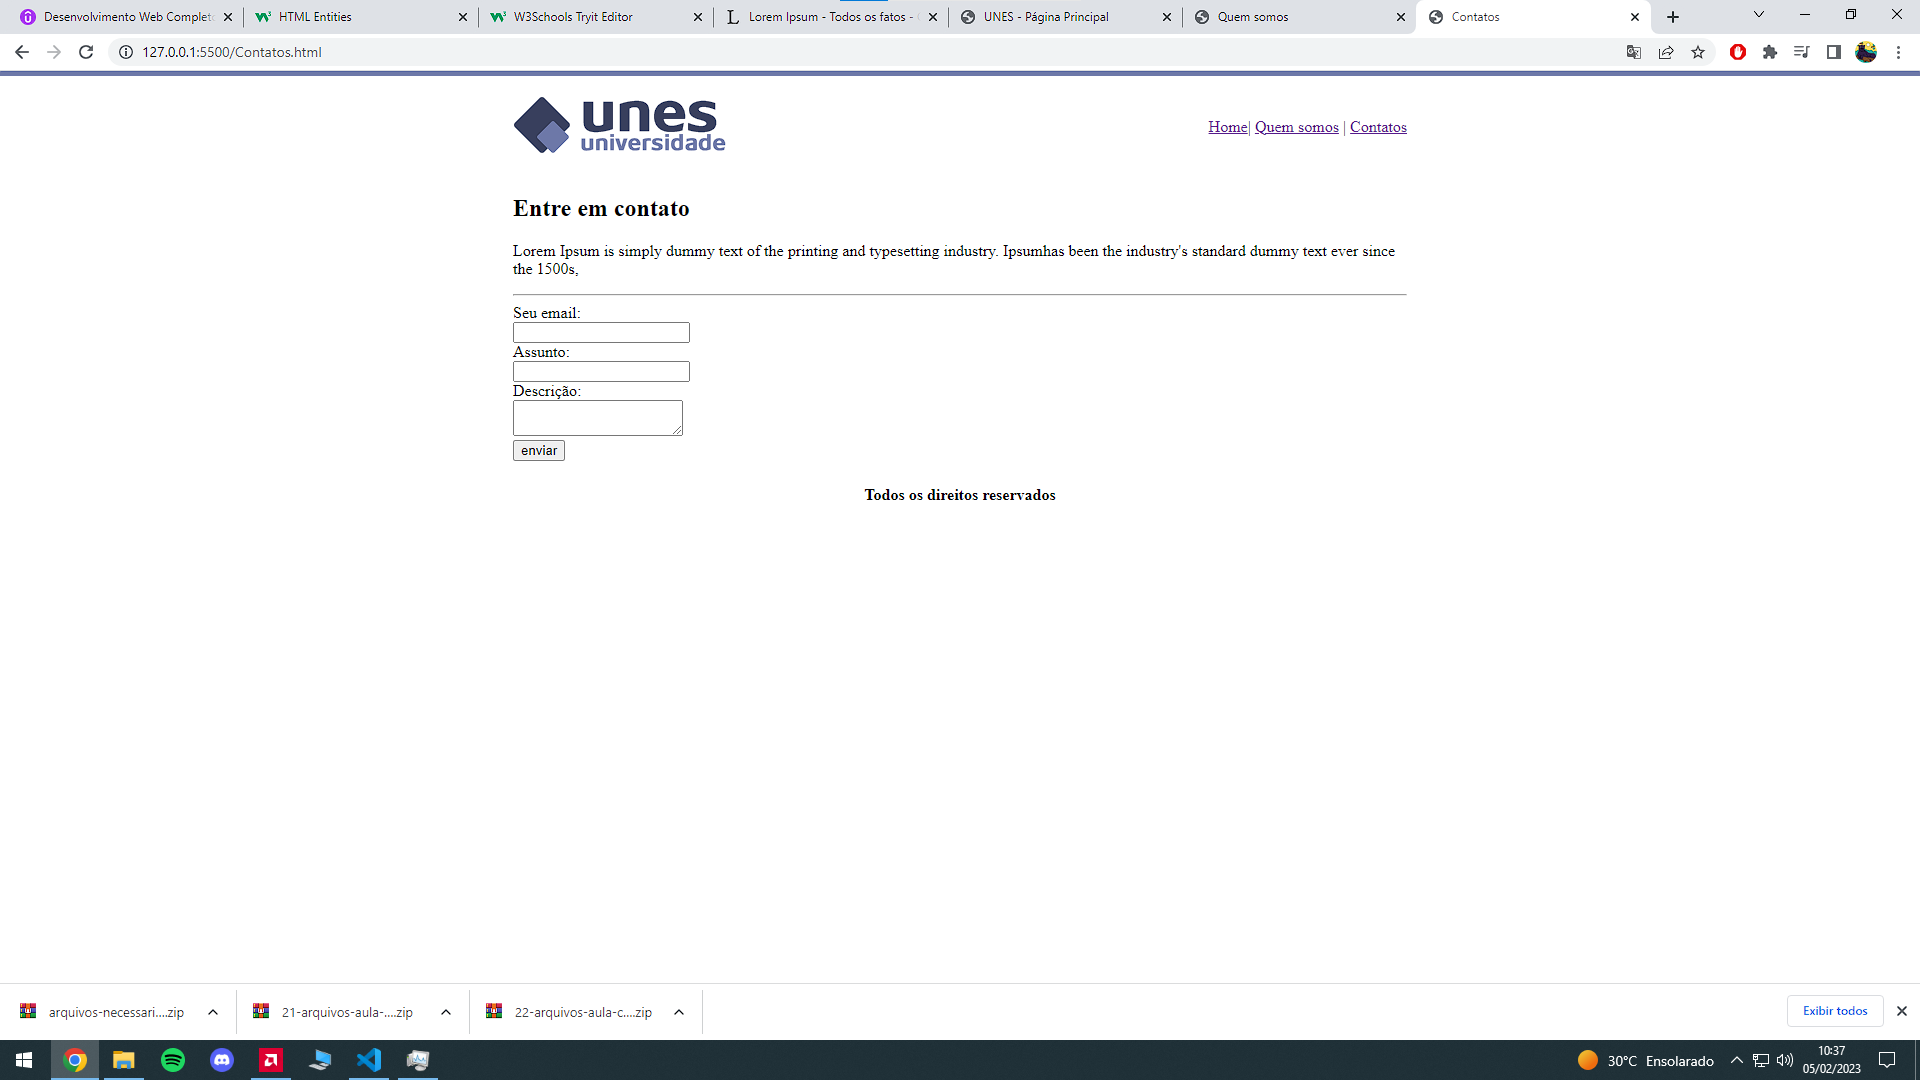 Desenvolvimento Web Complet
HTML Entities
W3Schools Tryit Editor
Lorem Ipsum - Todos os fatos -
UNES - Página Principal
Quem somos
Contatos
127.0.0.1:5500/Contatos.html
unes
universidade
Home| Quem somos | Contatos
Entre em contato
Lorem Ipsum is simply dummy text of the printing and typesetting industry. Ipsumhas been the industry's standard dummy text ever since
the 1500s,
Seu email:
Assunto:
Descrição:
enviar
Todos os direitos reservados
arquivos-necessari....zip
21-arquivos-aula-....zip
22-arquivos-aula-c....zip
Exibir todos
30°C Ensolarado
10:37
05/02/2023